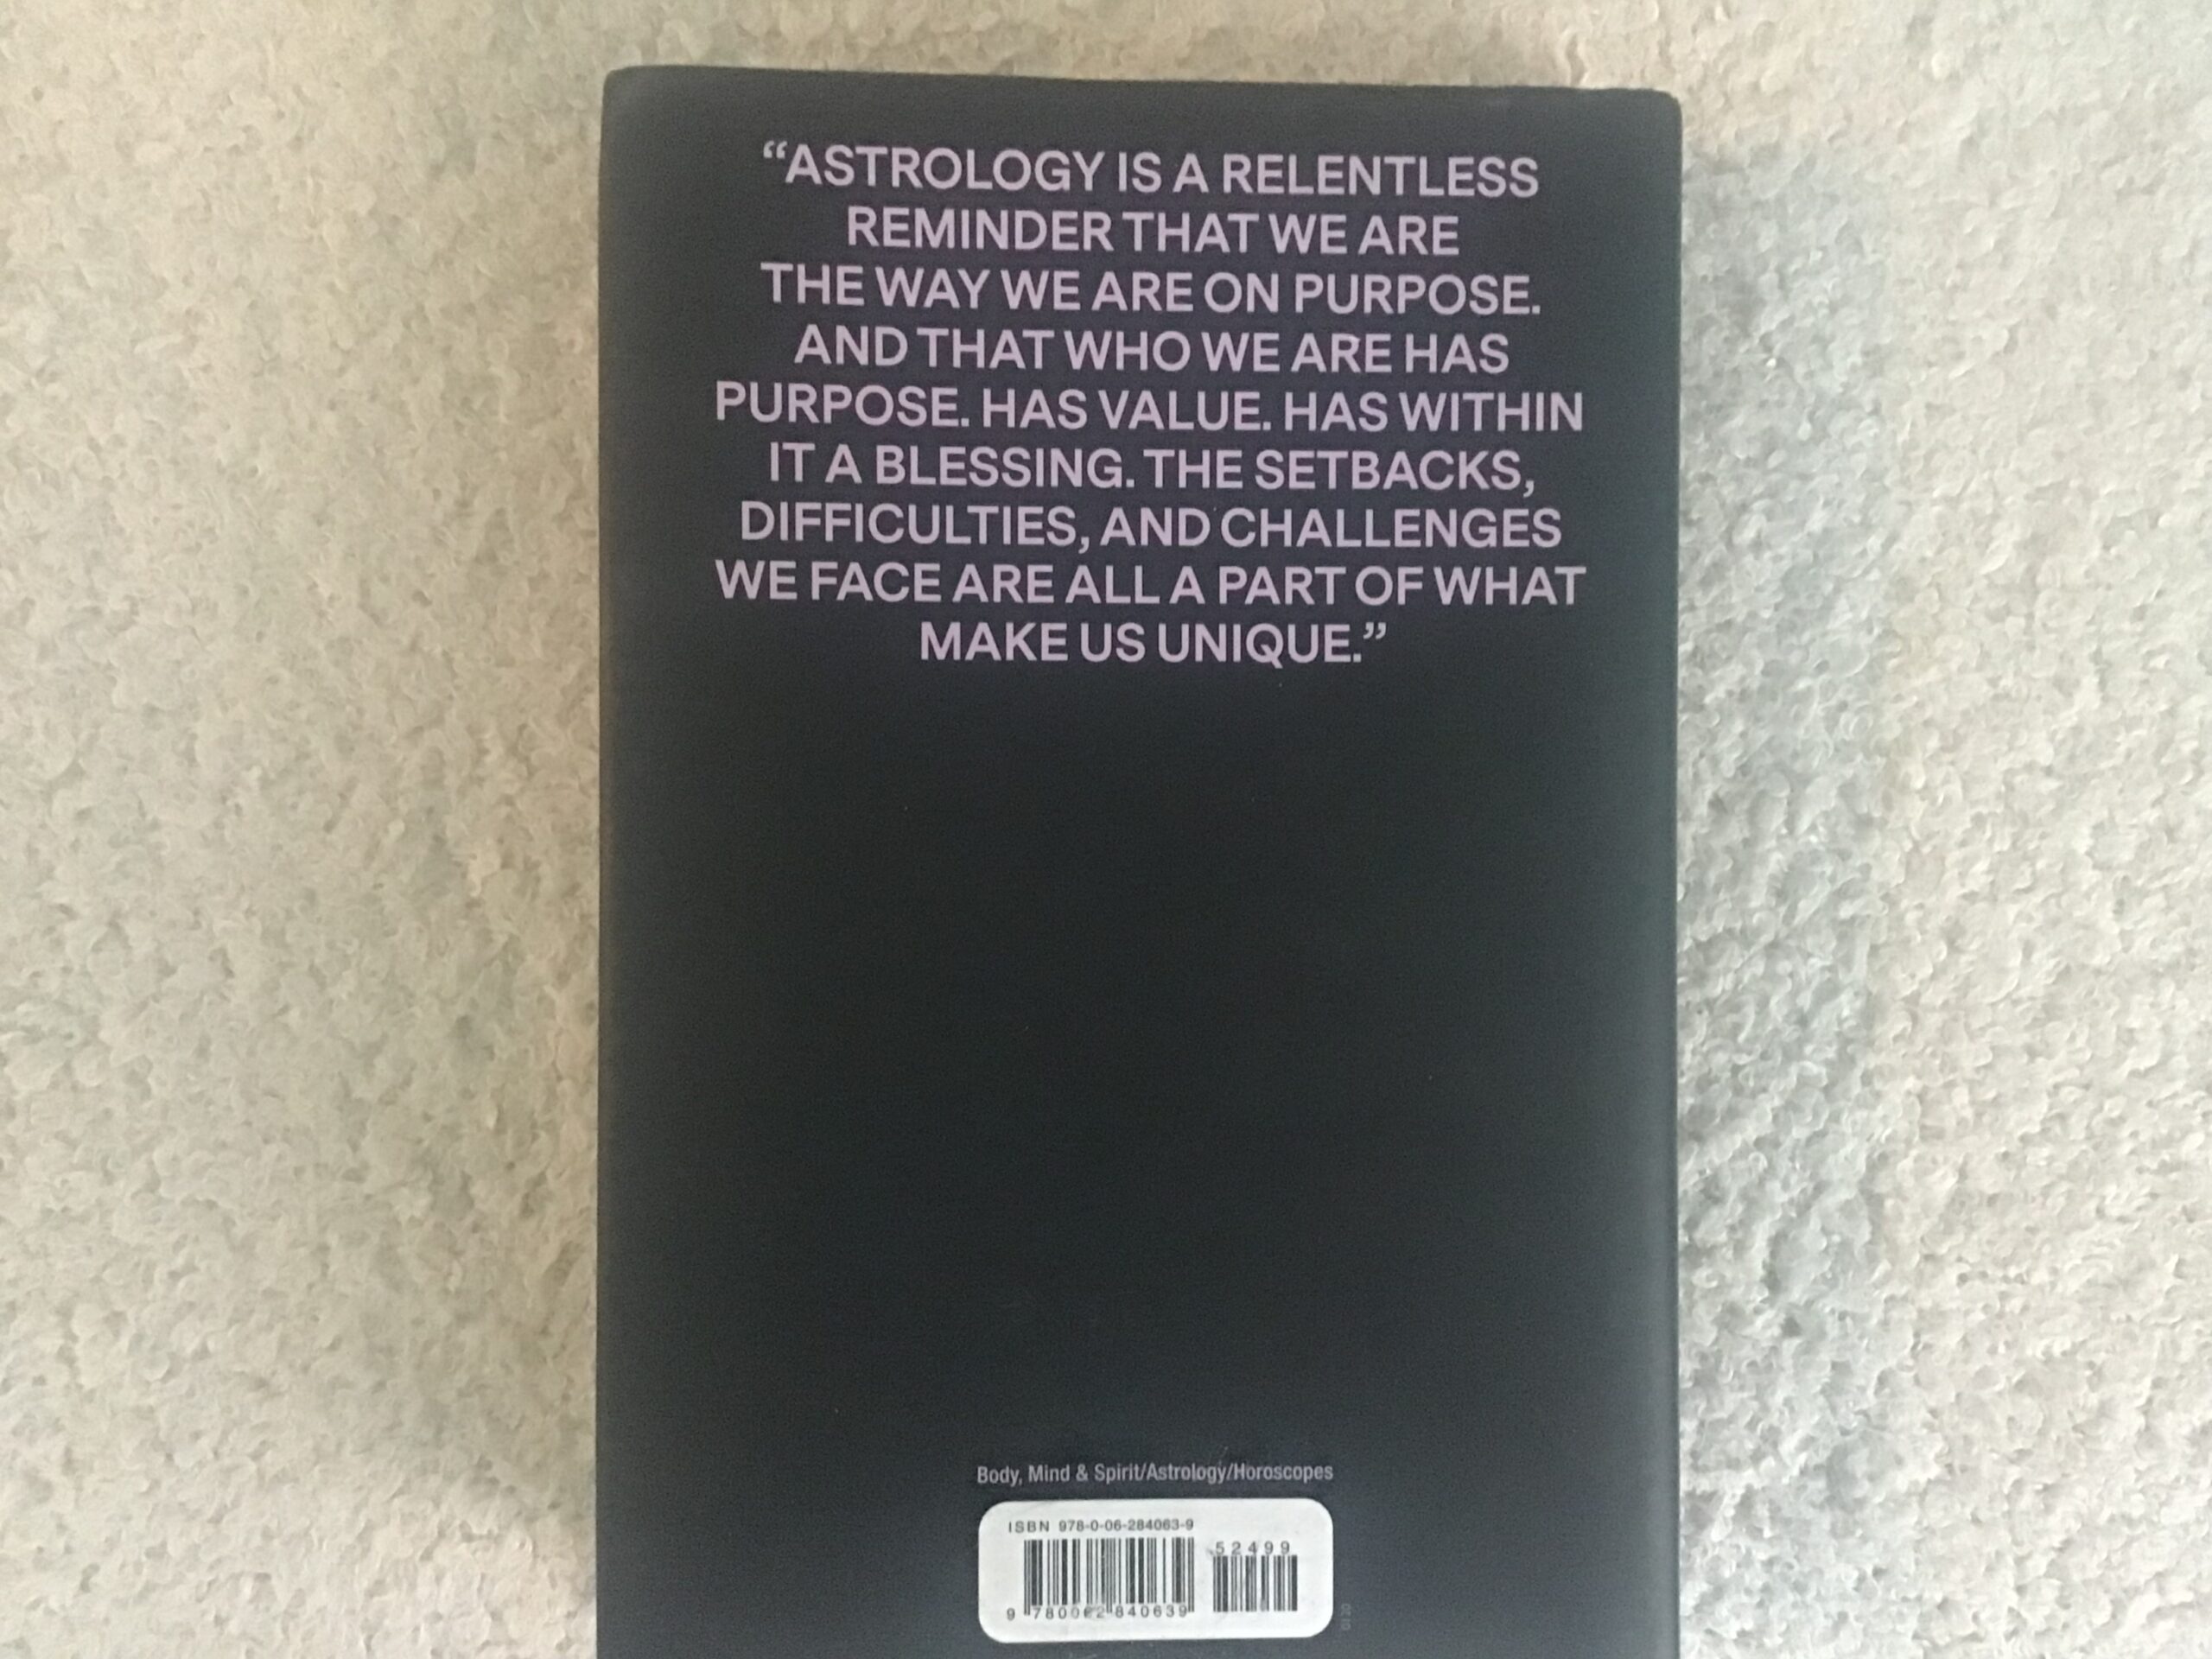 “ASTROLOGY IS A RELENTLESS
REMINDER THAT WE ARE
THE WAY WE ARE ON PURPOSE.
AND THAT WHO WE ARE HAS
PURPOSE. HAS VALUE. HAS WITHIN
IT A BLESSING. THE SETBACKS,
DIFFICULTIES, AND CHALLENGES
WE FACE ARE ALL A PART OF WHAT
MAKE US UNIQUE.”
Body, Mind & Spirit/Astrology/Horoscopes
ISBN 978-0-06-284063-9
52499
9 780062 840639